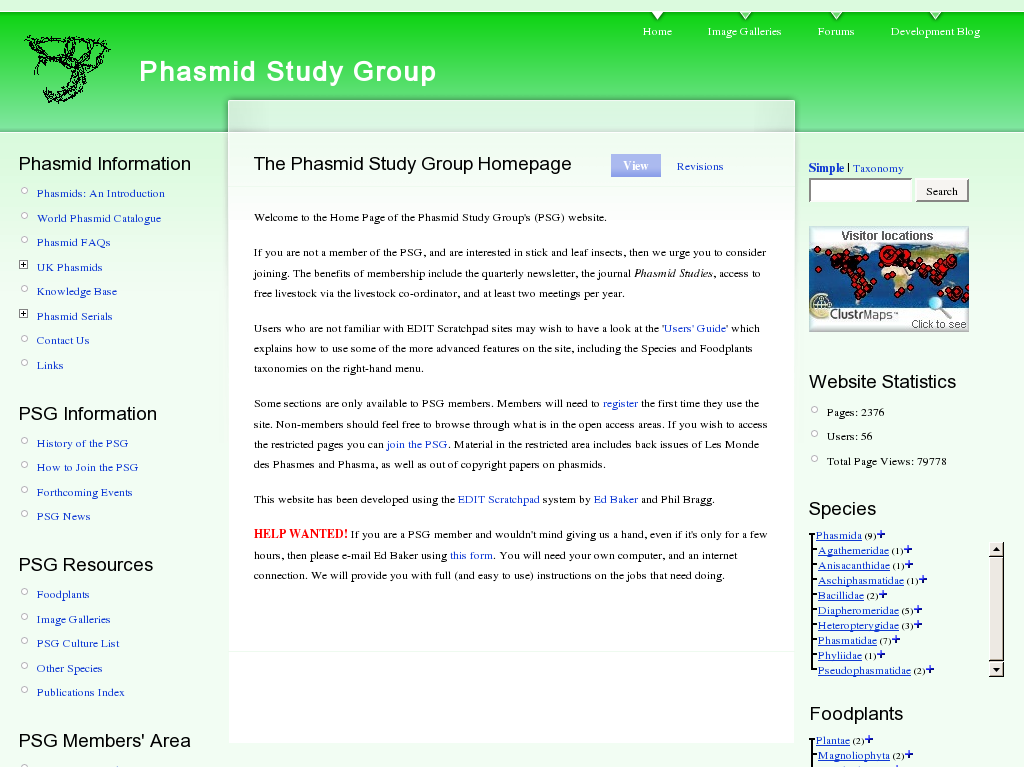 Home
Image Galleries
Forums
Development Blog
Phasmid Study Group
Phasmid Information
Phasmids: An Introduction
World Phasmid Catalogue
Phasmid FAQs
UK Phasmids
Knowledge Base
Phasmid Serials
Contact Us
Links
PSG Information
History of the PSG
How to Join the PSG
Forthcoming Events
PSG News
PSG Resources
Foodplants
Image Galleries
PSG Culture List
Other Species
Publications Index
PSG Members' Area
The Phasmid Study Group Homepage
View
Revisions
Welcome to the Home Page of the Phasmid Study Group's (PSG) website.
If you are not a member of the PSG, and are interested in stick and leaf insects, then we urge you to consider
joining. The benefits of membership include the quarterly newsletter, the journal Phasmid Studies, access to
free livestock via the livestock co-ordinator, and at least two meetings per year.
Users who are not familiar with EDIT Scratchpad sites may wish to have a look at the 'Users' Guide' which
explains how to use some of the more advanced features on the site, including the Species and Foodplants
taxonomies on the right-hand menu.
Some sections are only available to PSG members. Members will need to register the first time they use the
site. Non-members should feel free to browse through what is in the open access areas. If you wish to access
the restricted pages you can join the PSG. Material in the restricted area includes back issues of Les Monde
des Phasmes and Phasma, as well as out of copyright papers on phasmids.
This website has been developed using the EDIT Scratchpad system by Ed Baker and Phil Bragg.
HELP WANTED! If you are a PSG member and wouldn't mind giving us a hand, even if it's only for a few
hours, then please e-mail Ed Baker using this form. You will need your own computer, and an internet
connection. We will provide you with full (and easy to use) instructions on the jobs that need doing.
Simple | Taxonomy
Search
Visitor locations
ClustrMaps™
Click to see
Website Statistics
Pages: 2376
Users: 56
Total Page Views: 79778
Species
Phasmida (9)
Agathemeridae (1)
Anisacanthidae (1)
Aschiphasmatidae (1)
Bacillidae (2)
Diapheromeridae (5)
Heteropterygidae (3)
Phasmatidae (7)
Phyliidae (1)
Pseudophasmatidae (2)
Foodplants
Plantae (2)
Magnoliophyta (2)